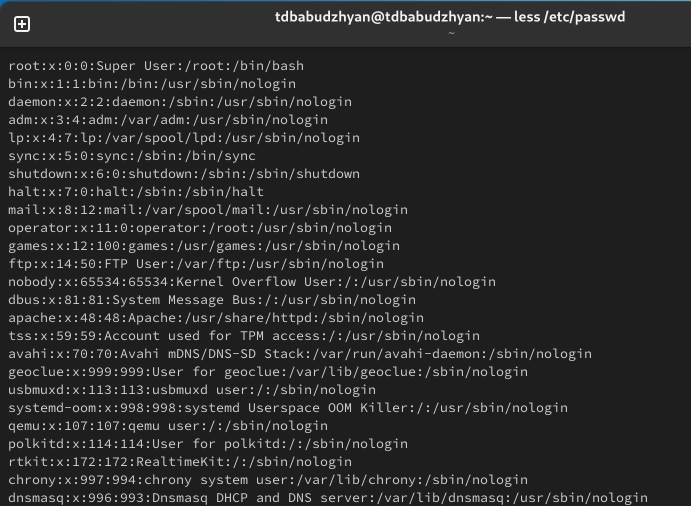 tdbabudzhyan@tdbabudzhyan:~ — less /etc/passwd
~
root:x:0:0:Super User:/root:/bin/bash
bin:x:1:1:bin:/bin:/usr/sbin/nologin
daemon:x:2:2:daemon:/sbin:/usr/sbin/nologin
adm:x:3:4:adm:/var/adm:/usr/sbin/nologin
lp:x:4:7:lp:/var/spool/lpd:/usr/sbin/nologin
sync:x:5:0:sync:/sbin:/bin/sync
shutdown:x:6:0:shutdown:/sbin:/sbin/shutdown
halt:x:7:0:halt:/sbin:/sbin/halt
mail:x:8:12:mail:/var/spool/mail:/usr/sbin/nologin
operator:x:11:0:operator:/root:/usr/sbin/nologin
games:x:12:100:games:/usr/games:/usr/sbin/nologin
ftp:x:14:50:FTP User:/var/ftp:/usr/sbin/nologin
nobody:x:65534:65534:Kernel Overflow User:/:/usr/sbin/nologin
dbus:x:81:81:System Message Bus:/:/usr/sbin/nologin
apache:x:48:48:Apache:/usr/share/httpd:/sbin/nologin
tss:x:59:59:Account used for TPM access:/:/usr/sbin/nologin
avahi:x:70:70:Avahi mDNS/DNS-SD Stack:/var/run/avahi-daemon:/sbin/nologin
geoclue:x:999:999:User for geoclue:/var/lib/geoclue:/sbin/nologin
usbmuxd:x:113:113:usbmuxd user:/:/sbin/nologin
systemd-oom:x:998:998:systemd Userspace OOM Killer:/:/usr/sbin/nologin
qemu:x:107:107:qemu user:/:/sbin/nologin
polkitd:x:114:114:User for polkitd:/:/sbin/nologin
rtkit:x:172:172:RealtimeKit:/:/sbin/nologin
chrony:x:997:994:chrony system user:/var/lib/chrony:/sbin/nologin
dnsmasq:x:996:993:Dnsmasq DHCP and DNS server:/var/lib/dnsmasq:/usr/sbin/nologin